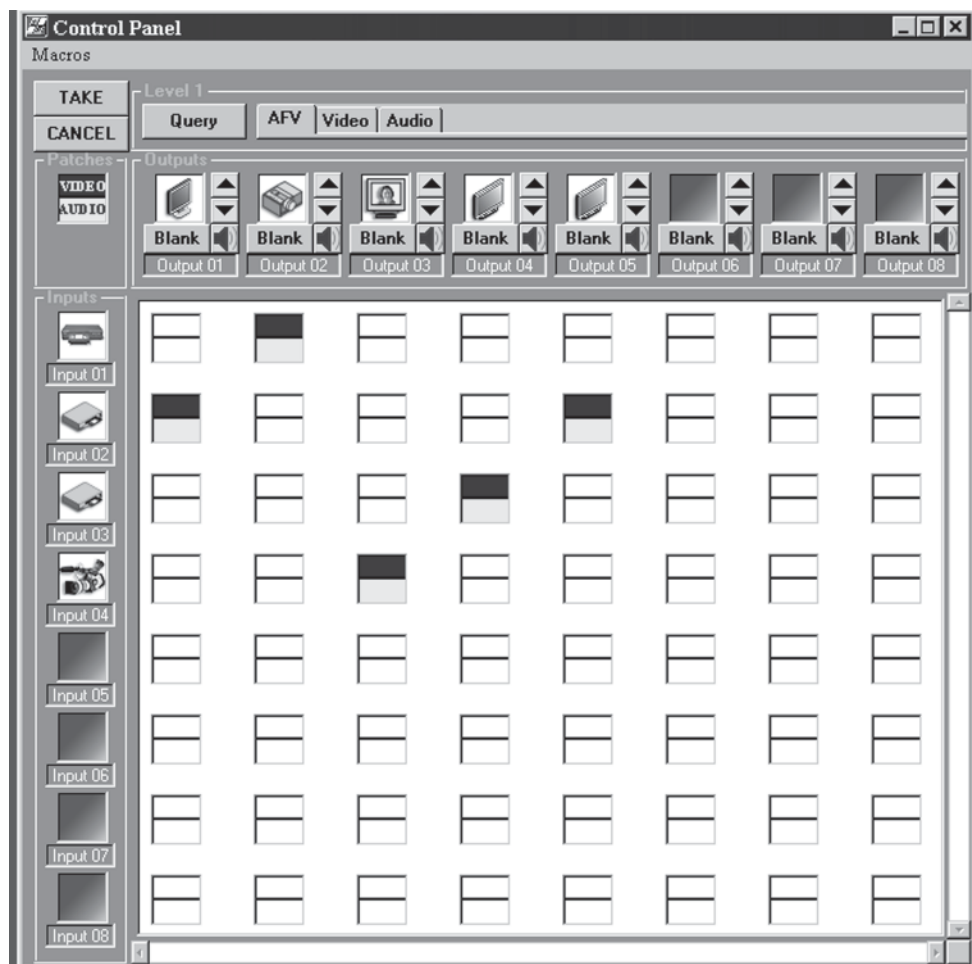 Control Panel
Macros
TAKE
CANCEL
Level 1
Query AFV Video Audio
Patches
VIDEO
AUDIO
Outputs
Blank Blank Blank Blank Blank Blank Blank Blank
Output 01 Output 02 Output 03 Output 04 Output 05 Output 06 Output 07 Output 08
Inputs
Input 01
Input 02
Input 03
Input 04
Input 05
Input 06
Input 07
Input 08